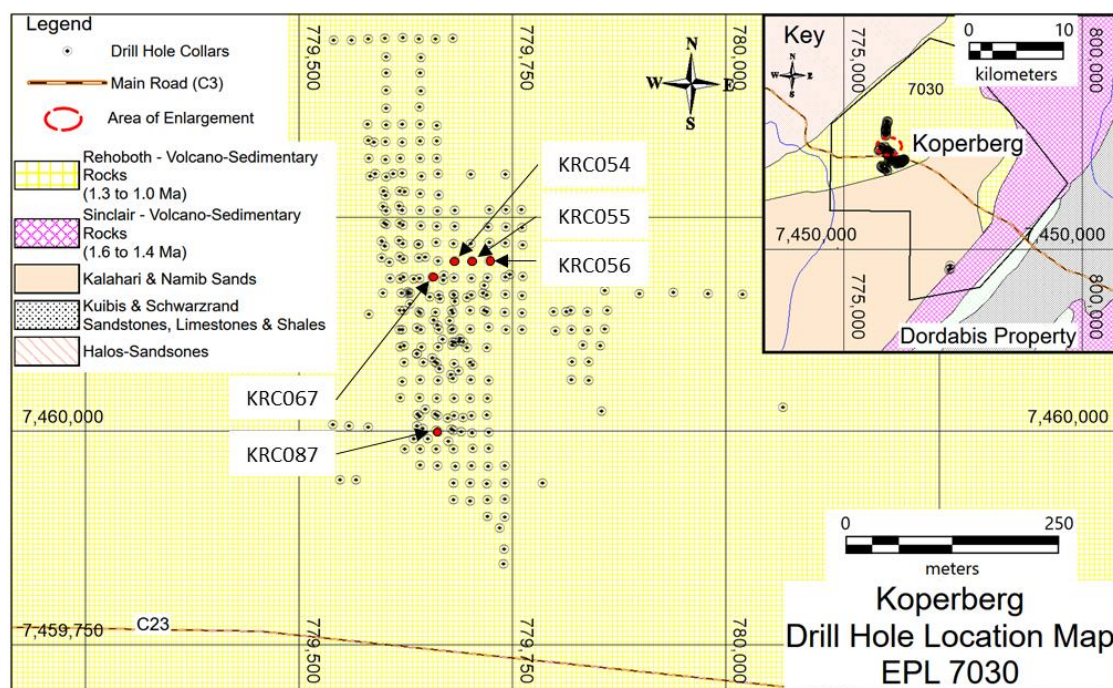 Legend
Drill Hole Collars
Main Road (C3)
Area of Enlargement
Rehoboth - Volcano-Sedimentary
Rocks
(1.3 to 1.0 Ma)
Sinclair - Volcano-Sedimentary
Rocks
(1.6 to 1.4 Ma)
Kalahari & Namib Sands
Kuibis & Schwarzrand
Sandstones, Limestones & Shales
Halos-Sandsones
779,500
779,750
780,000
N
W E
S
KRC054
KRC055
KRC056
KRC067
KRC087
7,460,000
7,460,000
7,459,750
C23
779,500
779,750
780,000
Key
N
W E
S
775,000
800,000
0 10
kilometers
7030
Koperberg
7,450,000
7,450,000
775,000
800,000
Dordabis Property
0 250
meters
Koperberg
Drill Hole Location Map
EPL 7030